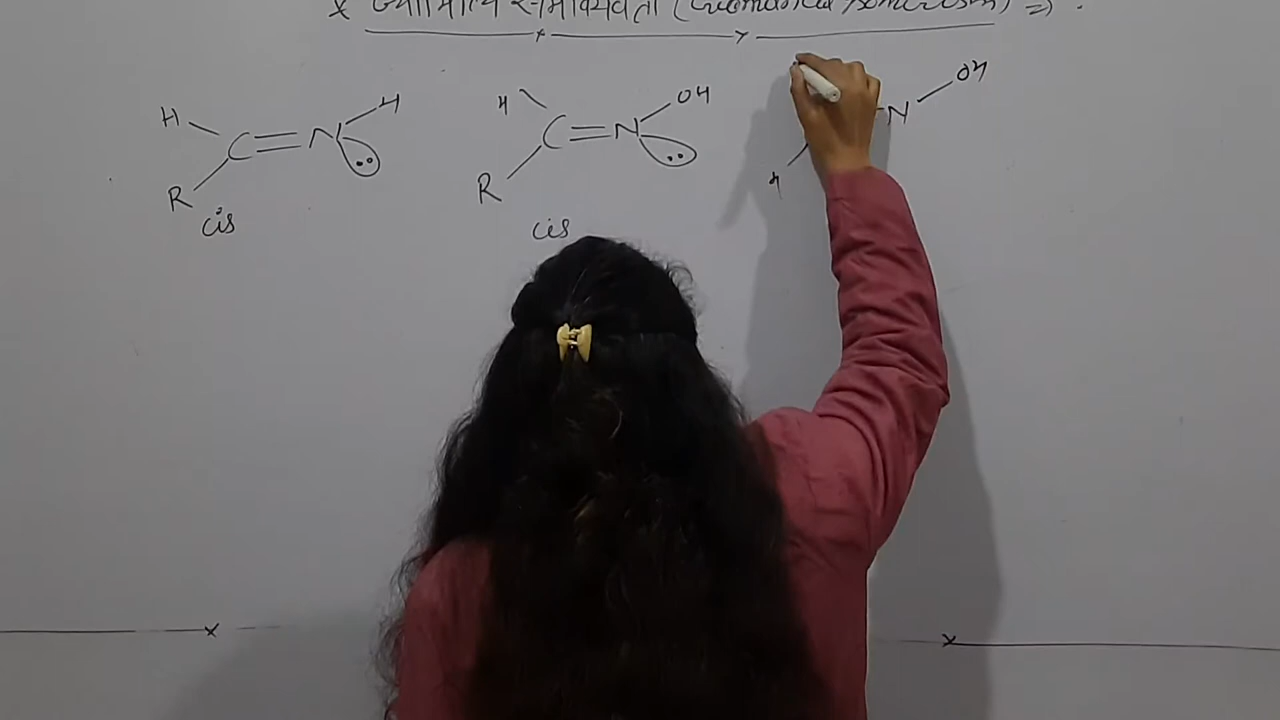 x ज्यामितीय समावयवता (Geometrical Isomerism) =) .
H C = N H R cis
H C = N OH R cis
N OH H